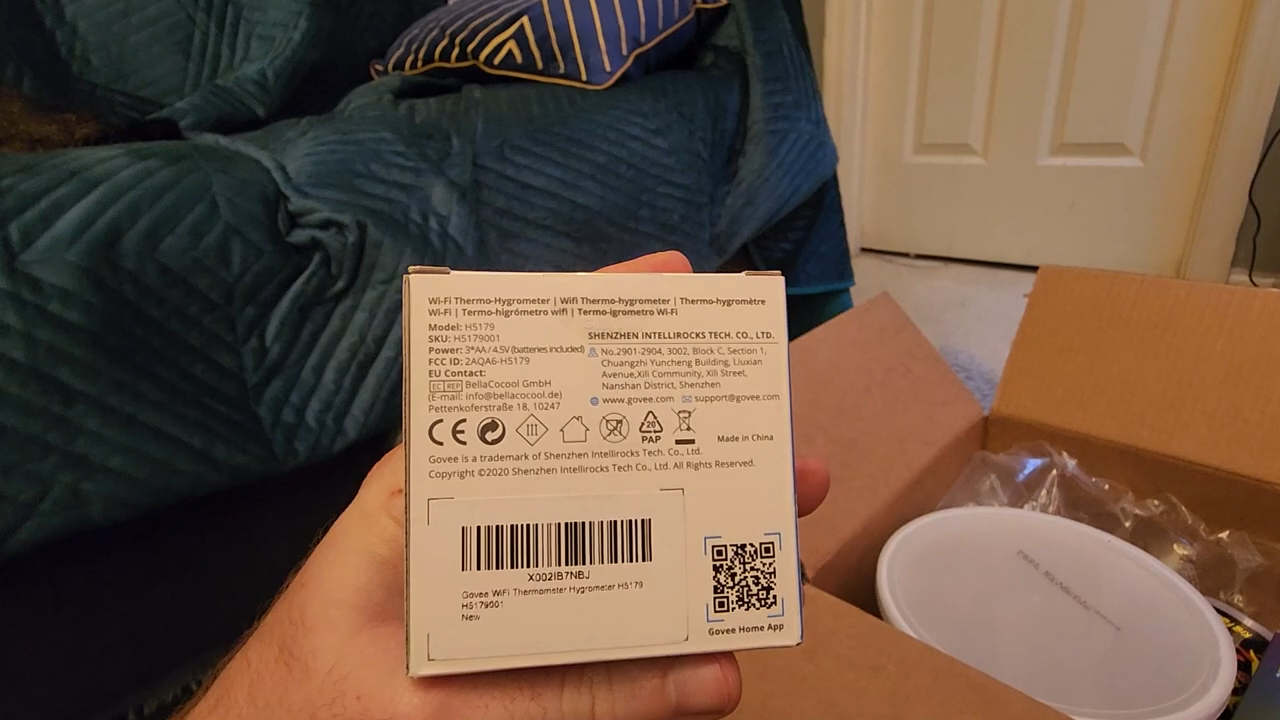 Wi-Fi Thermo-Hygrometer | Wifi Thermo-hygrometer | Thermo-hygromètre
Wi-Fi | Termo-higrómetro wifi | Termo-igrometro Wi-Fi
Model: H5179
SKU: H5179001
Power: 3*AA / 4.5V (batteries included)
FCC ID: 2AQA6-H5179
EU Contact:
EC REP BellaCocool GmbH
(E-mail: info@bellacocool.de)
Pettenkoferstraße 18, 10247
SHENZHEN INTELLIROCKS TECH. CO., LTD.
No.2901-2904, 3002, Block C, Section 1,
Chuangzhi Yuncheng Building, Liuxian
Avenue,Xili Community, Xili Street,
Nanshan District, Shenzhen
www.govee.com support@govee.com
CE
III
20
PAP
Made in China
Govee is a trademark of Shenzhen Intellirocks Tech. Co., Ltd.
Copyright ©2020 Shenzhen Intellirocks Tech Co., Ltd. All Rights Reserved.
X002IB7NBJ
Govee WiFi Thermometer Hygrometer H5179
H5179001
New
Govee Home App